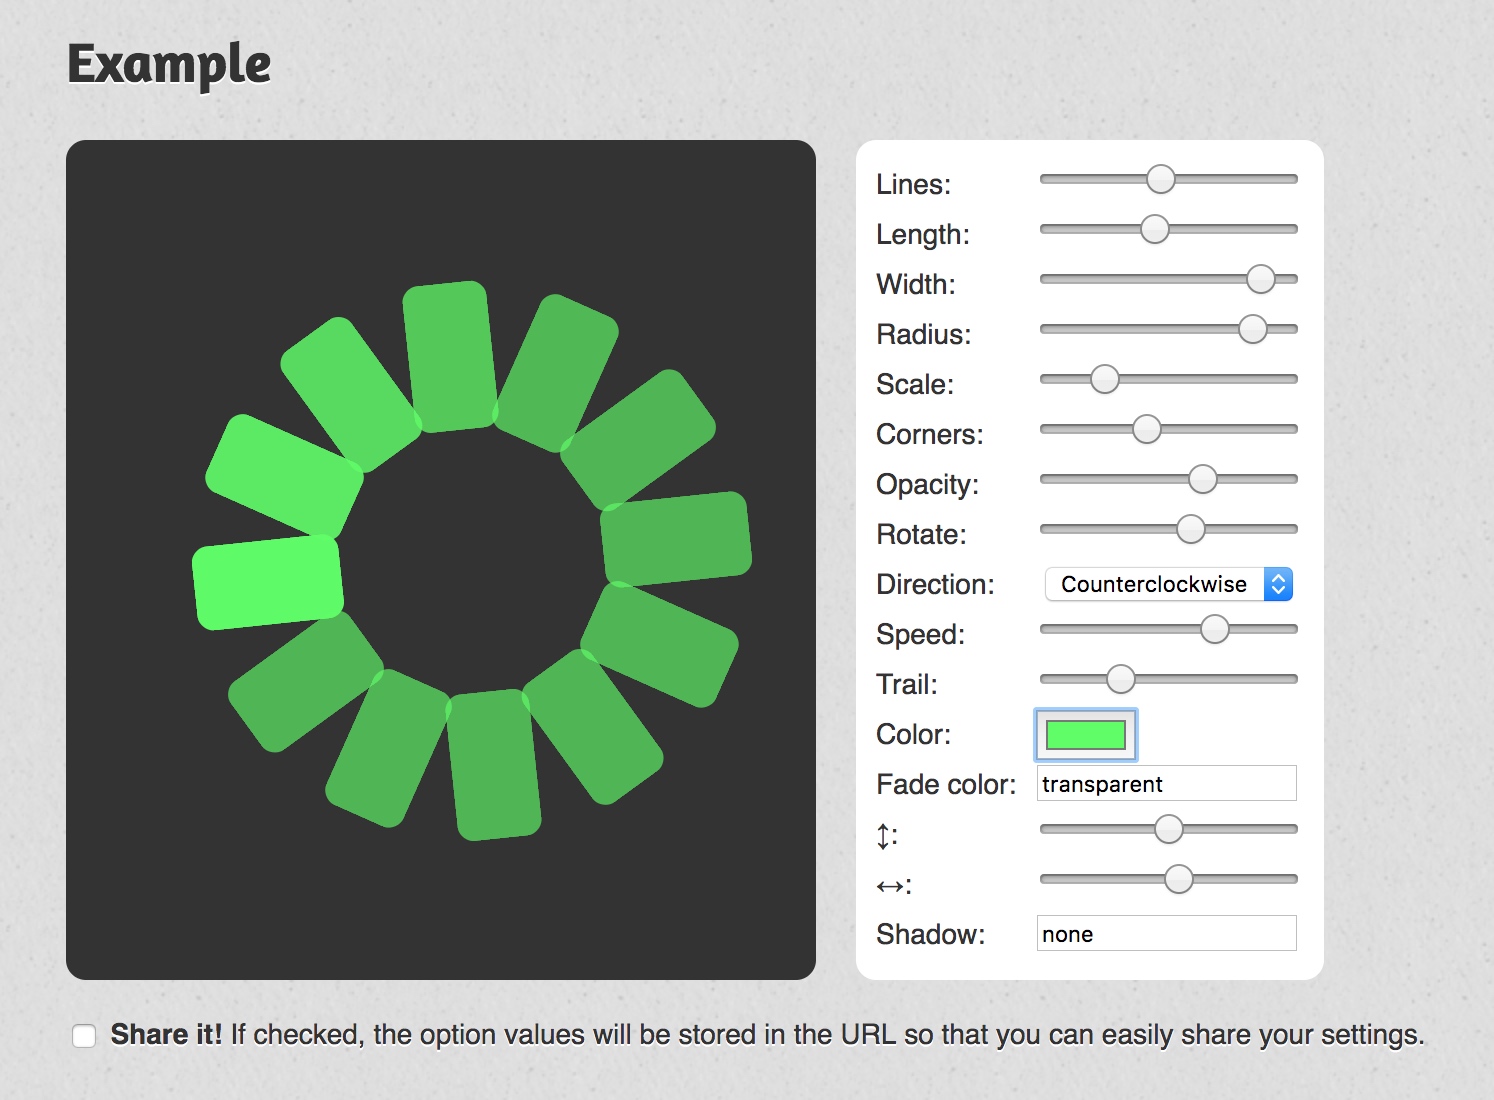 Example
Lines:
Length:
Width:
Radius:
Scale:
Corners:
Opacity:
Rotate:
Direction: Counterclockwise
Speed:
Trail:
Color:
Fade color: transparent
↕:
↔:
Shadow: none
Share it! If checked, the option values will be stored in the URL so that you can easily share your settings.